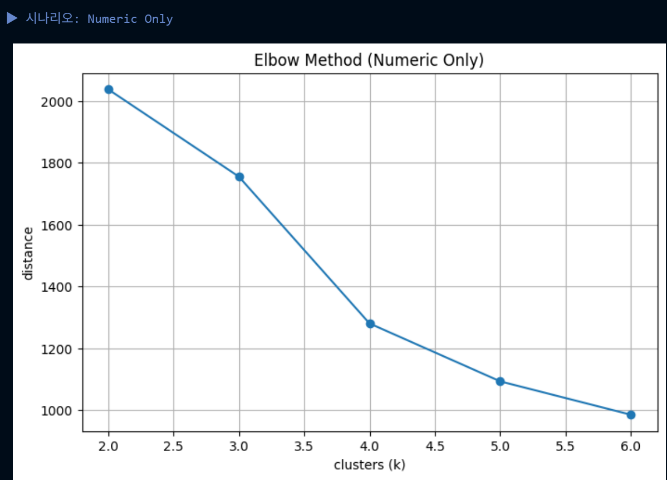 ▶ 시나리오: Numeric Only
Elbow Method (Numeric Only)
2000
1800
1600
1400
1200
1000
distance
2.0 2.5 3.0 3.5 4.0 4.5 5.0 5.5 6.0
clusters (k)